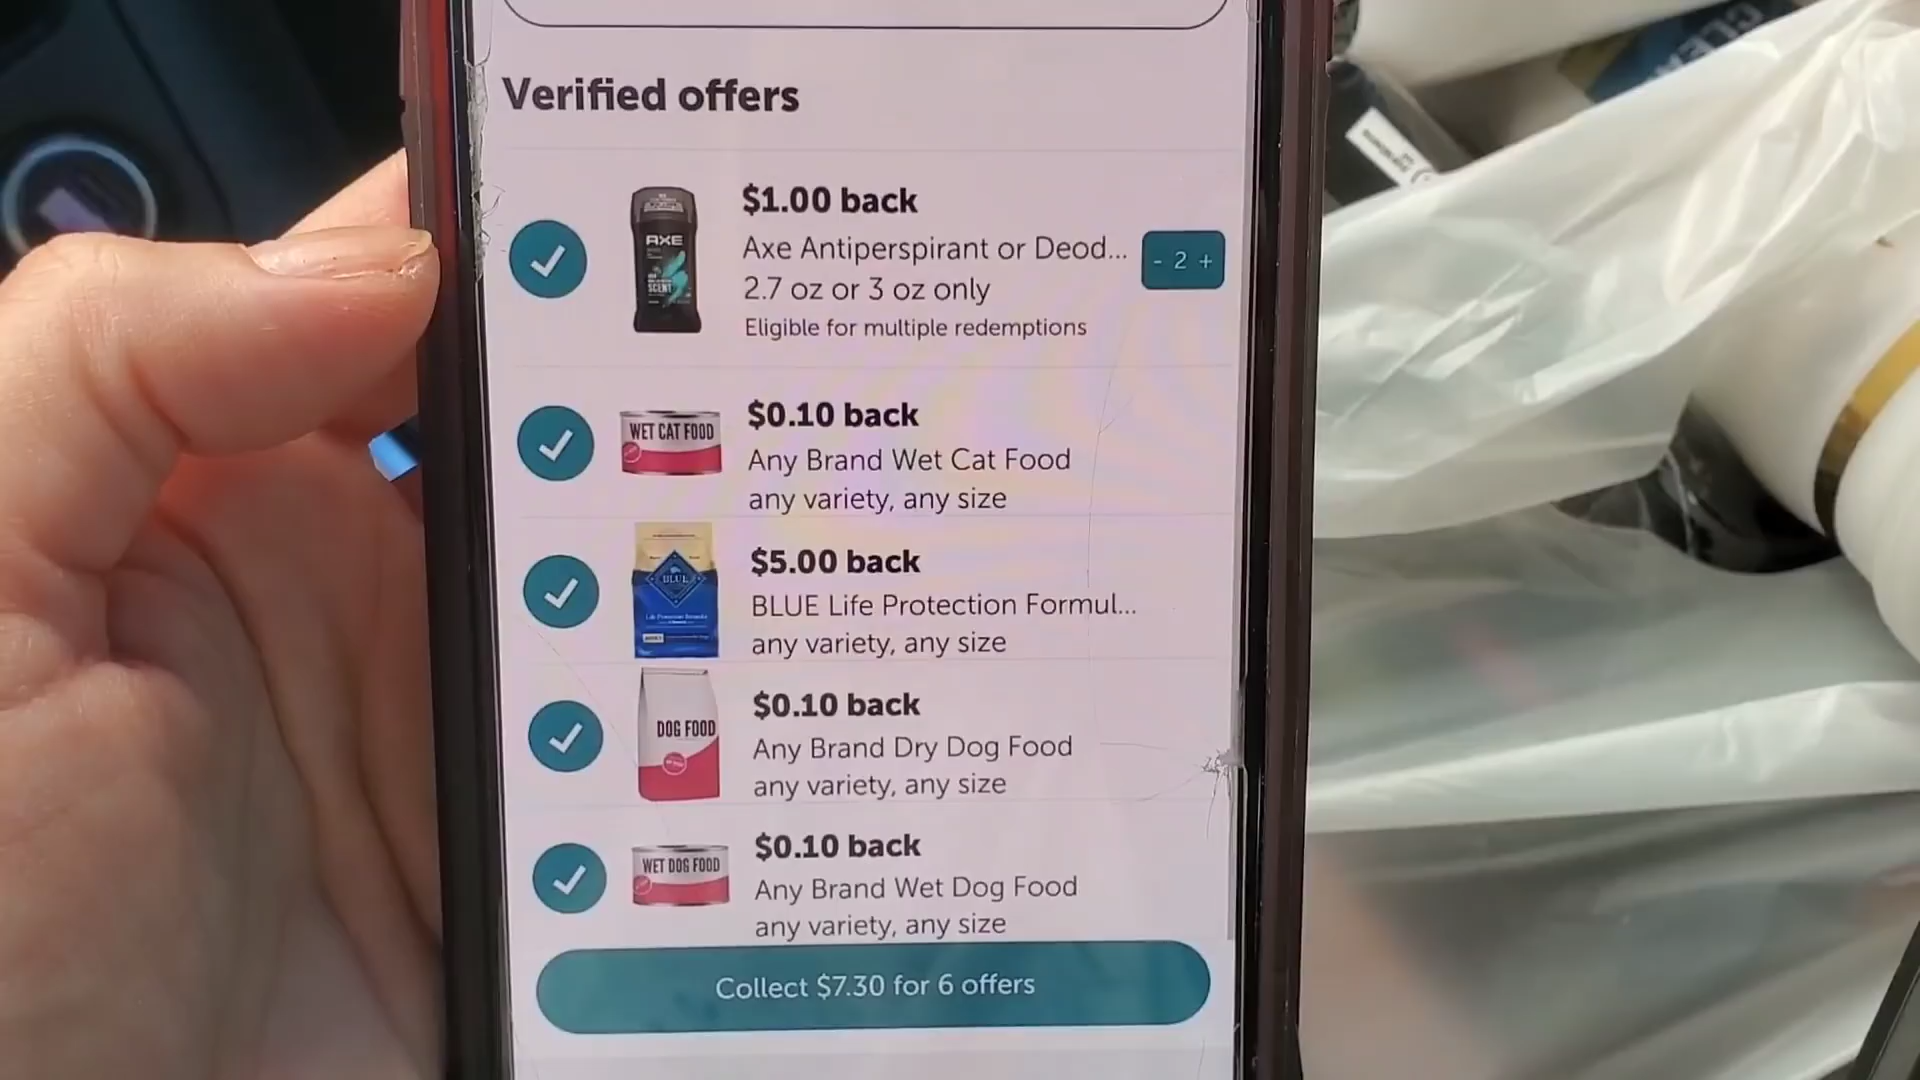 Verified offers
$1.00 back
Axe Antiperspirant or Deod...
2.7 oz or 3 oz only
Eligible for multiple redemptions
- 2 +
AXE
SCENT
$0.10 back
Any Brand Wet Cat Food
any variety, any size
WET CAT FOOD
$5.00 back
BLUE Life Protection Formul...
any variety, any size
BLUE
$0.10 back
Any Brand Dry Dog Food
any variety, any size
DOG FOOD
$0.10 back
Any Brand Wet Dog Food
any variety, any size
WET DOG FOOD
Collect $7.30 for 6 offers